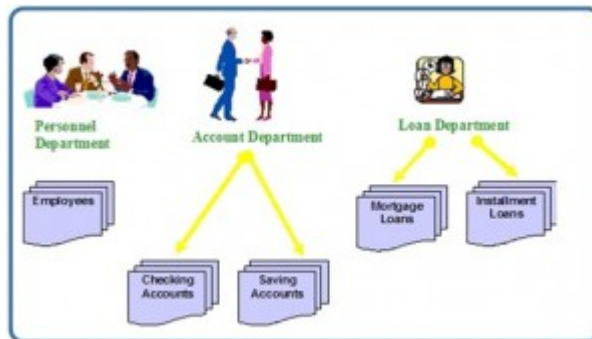 Personnel
Department
Account Department
Loan Department
Employees
Mortgage
Loans
Installment
Loans
Checking
Accounts
Saving
Accounts